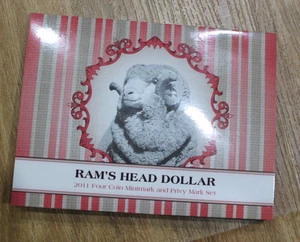 RAM'S HEAD DOLLAR
2011 Four Coin Mintmark and Privy Mark Set